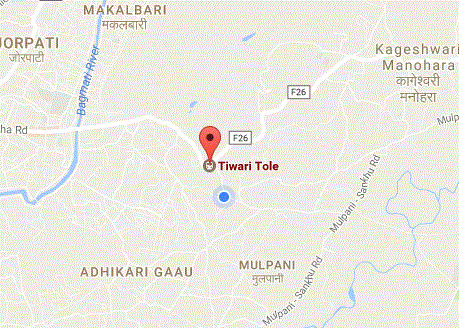 MAKALBARI
मकलबारी
JORPATI
जोरपाटी
Bagmati River
Kageshwari
Manohara
कागेश्वरी
मनोहरा
F26
ha Rd
F26
Mulp
Tiwari Tole
Mulpani - Sankhu Rd
ADHIKARI GAAU
MULPANI
मुलपानी
Mulpani - Sankhu Rd